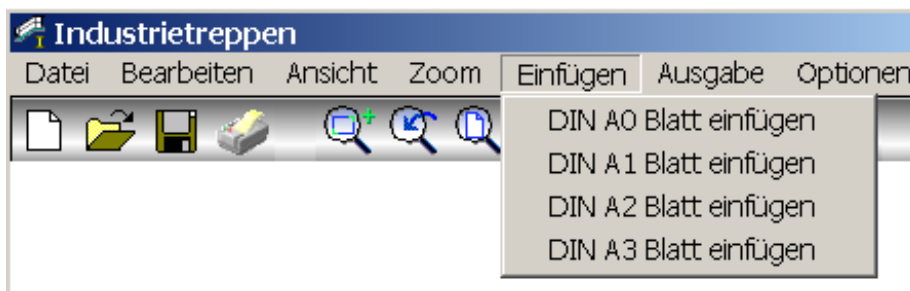 Industrietreppen
Datei Bearbeiten Ansicht Zoom Einfügen Ausgabe Optionen
DIN A0 Blatt einfügen
DIN A1 Blatt einfügen
DIN A2 Blatt einfügen
DIN A3 Blatt einfügen